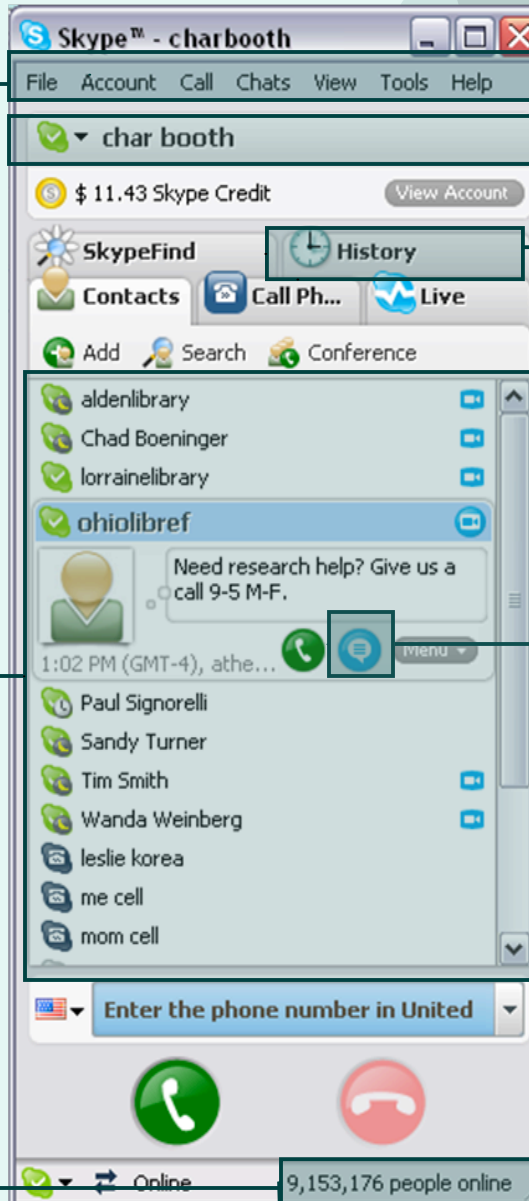 Skype™ - charbooth
File Account Call Chats View Tools Help
char booth
$ 11.43 Skype Credit View Account
SkypeFind History
Contacts Call Ph... Live
Add Search Conference
aldenlibrary
Chad Boeninger
lorrainelibrary
ohiolibref
Need research help? Give us a
call 9-5 M-F.
1:02 PM (GMT-4), athe... Menu
Paul Signorelli
Sandy Turner
Tim Smith
Wanda Weinberg
leslie korea
me cell
mom cell
Enter the phone number in United
Online 9,153,176 people online